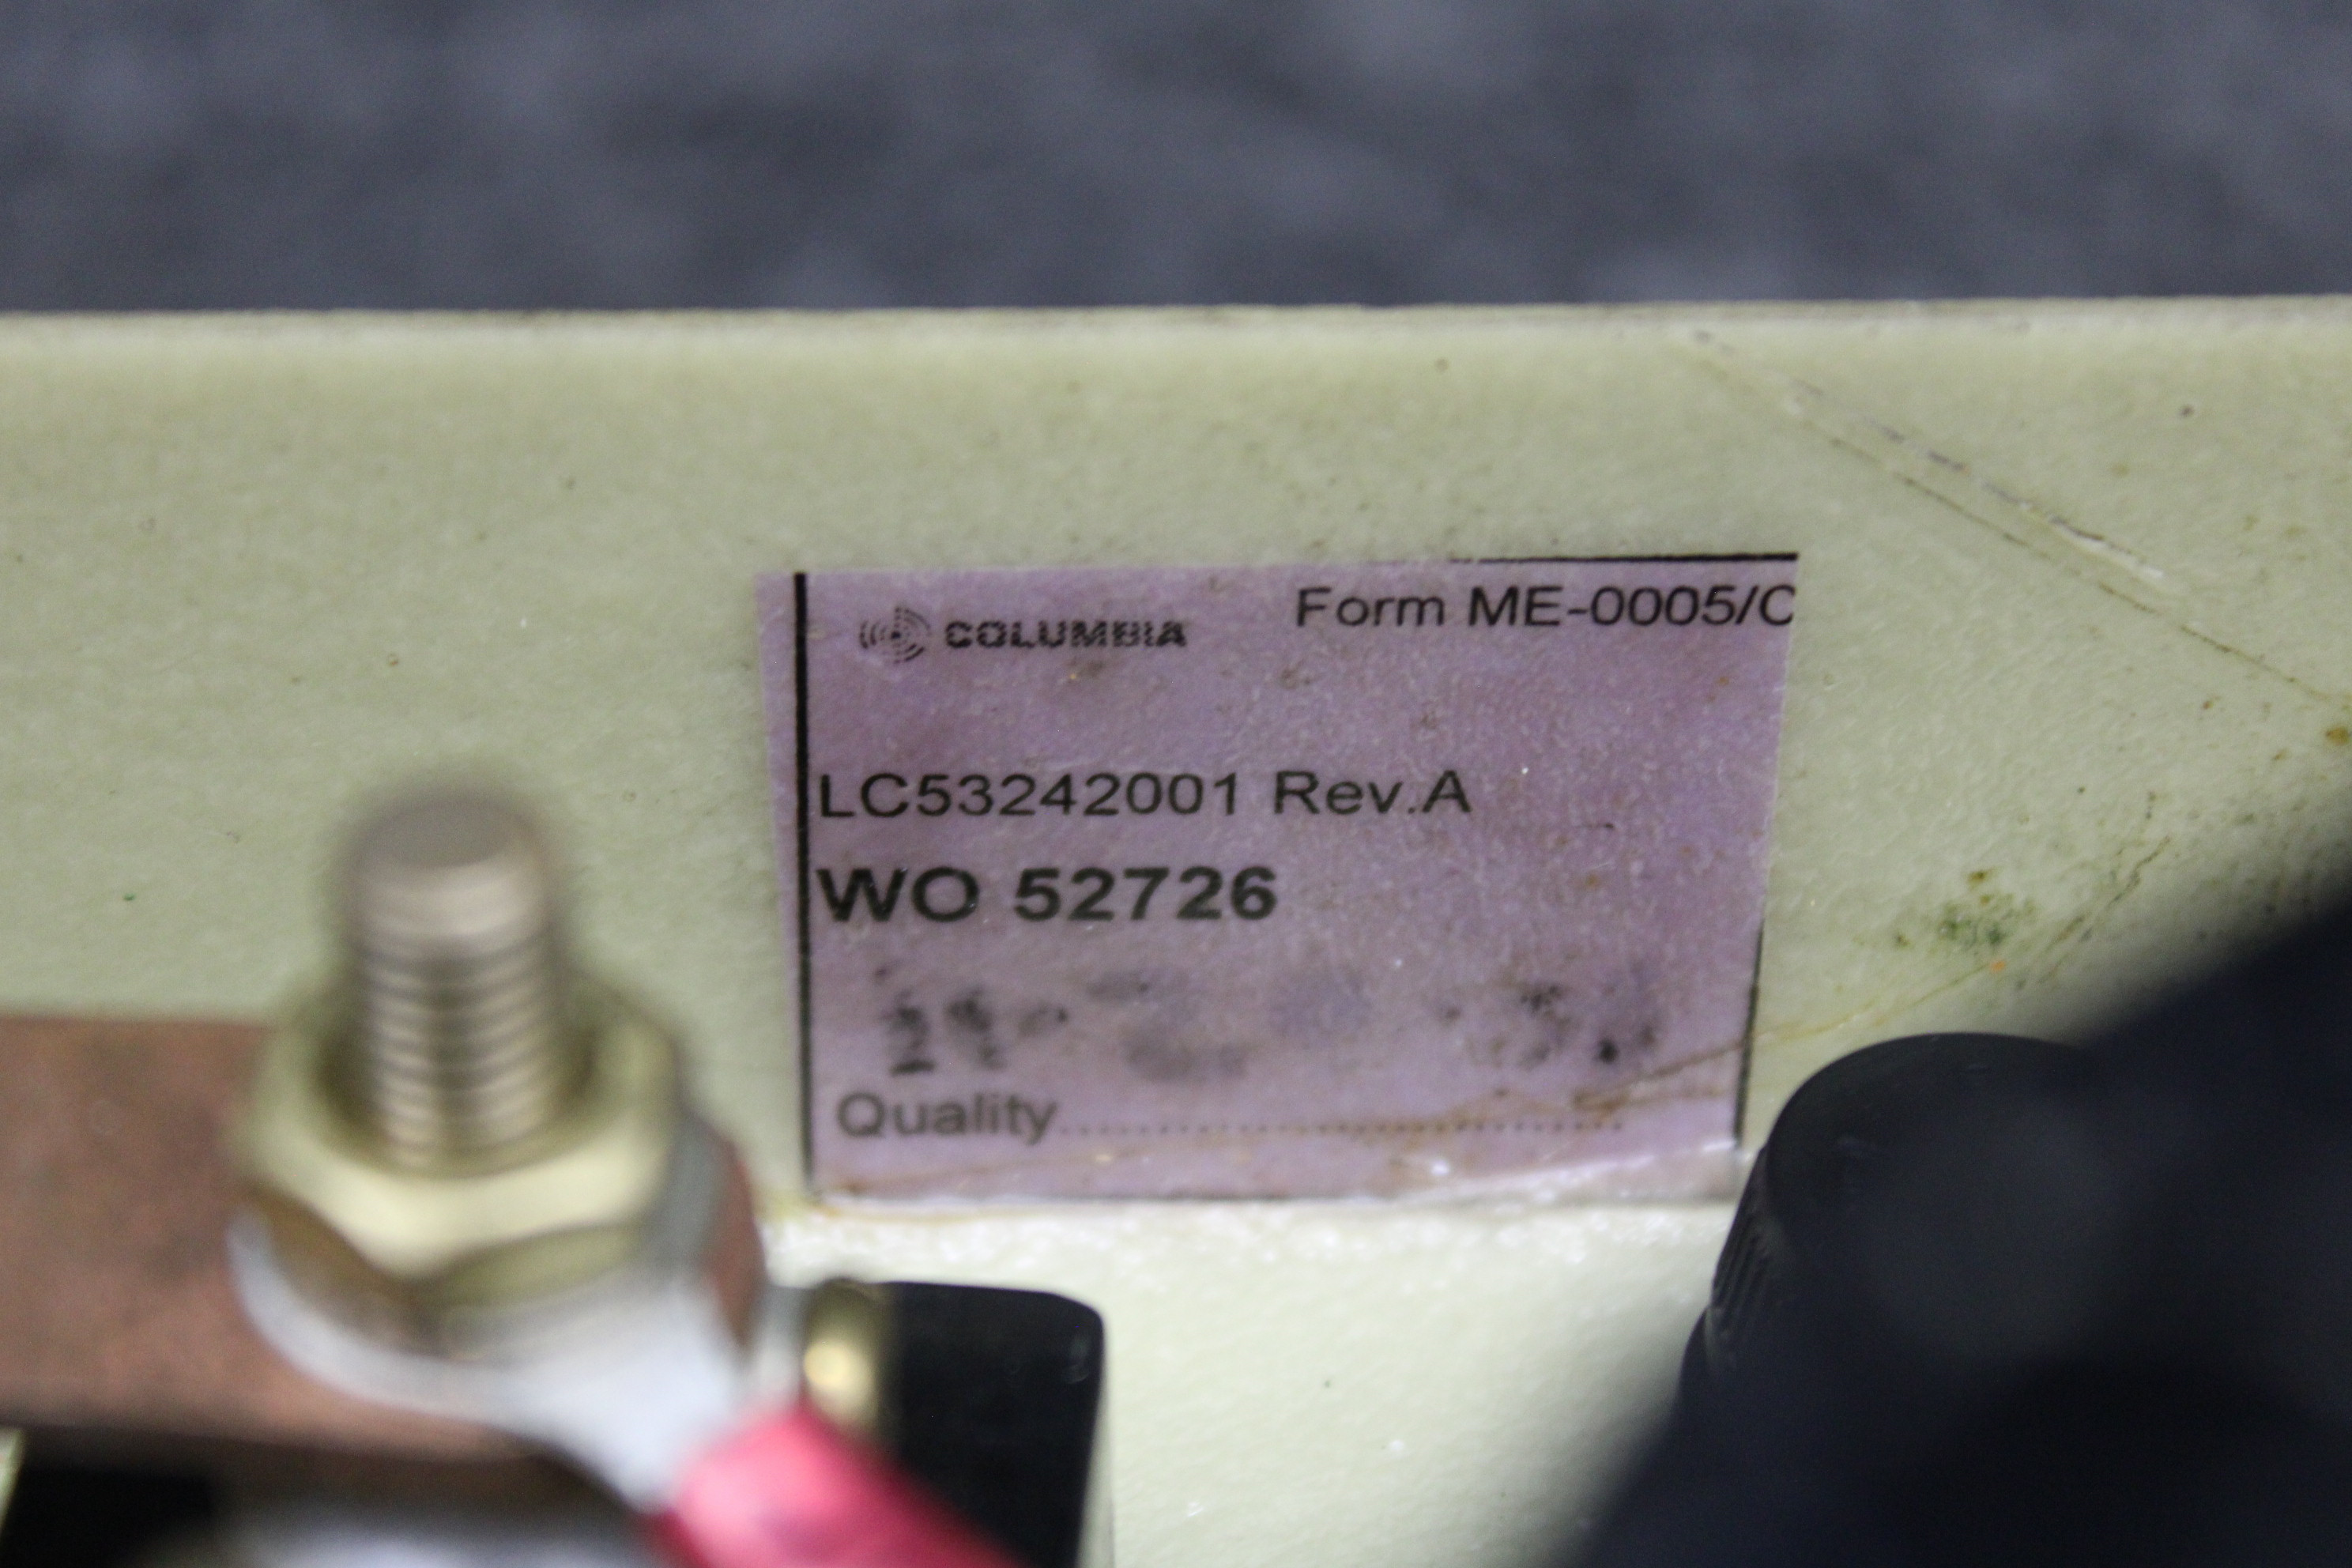 COLUMBIA
Form ME-0005/C
LC53242001 Rev.A
WO 52726
Quality..............................